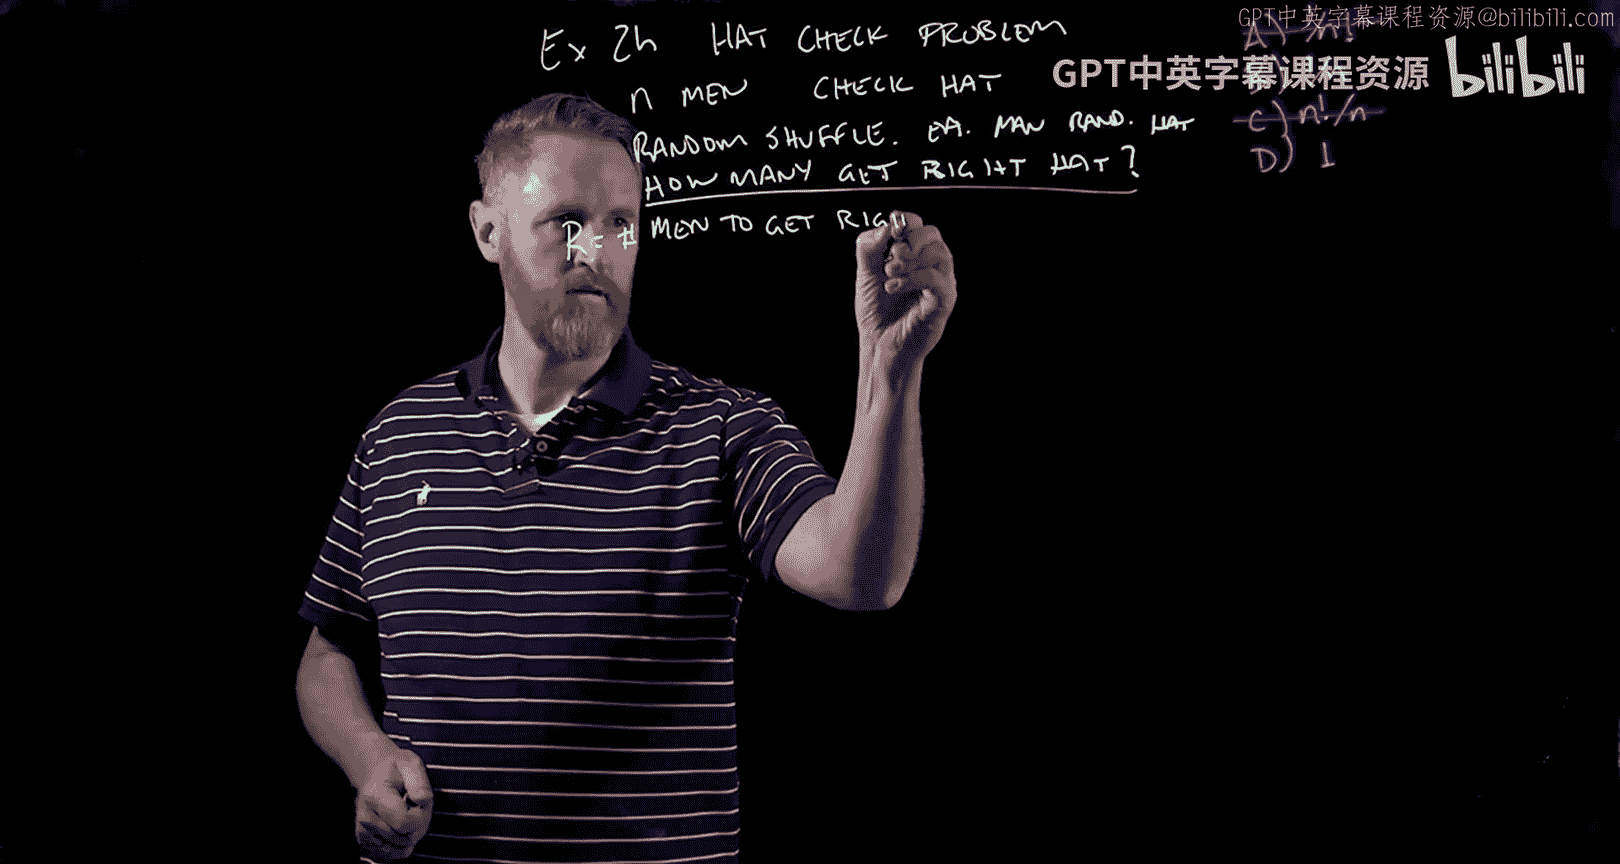 GPT中英字幕课程资源@bilibili.com
GPT中英字幕课程资源 bilibili
Ex 2h HAT CHECK PROBLEM
n MEN CHECK HAT
RANDOM SHUFFLE. EA. MAN RAND. HAT
HOW MANY GET RIGHT HAT?
R = # MEN TO GET RIGH
A) n!
C) n!/n
D) 1